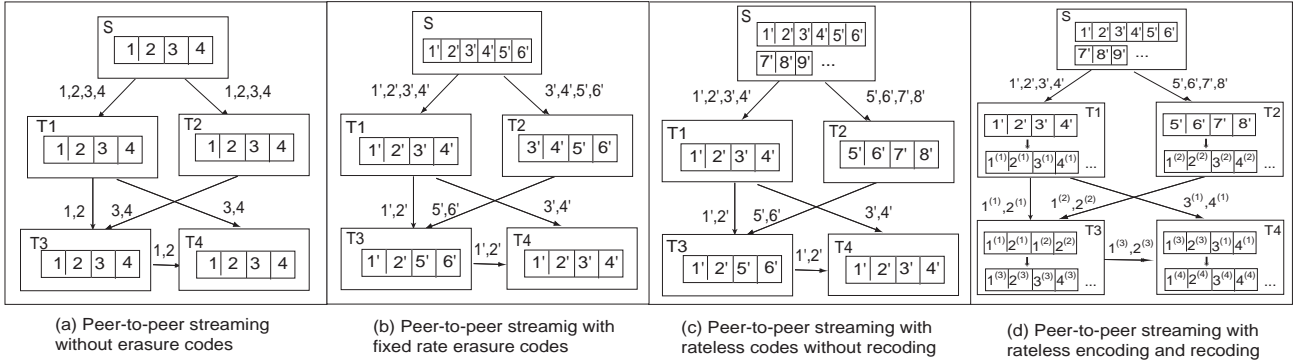 S
1 2 3 4
1,2,3,4 1,2,3,4
T1 T2
1 2 3 4 1 2 3 4
1,2 3,4 3,4
T3 T4
1 2 3 4 1,2 1 2 3 4
(a) Peer-to-peer streaming
without erasure codes
S
1' 2' 3' 4' 5' 6'
1',2',3',4' 3',4',5',6'
T1 T2
1' 2' 3' 4' 3' 4' 5' 6'
1',2' 5',6' 3',4'
T3 T4
1' 2' 5' 6' 1',2' 1' 2' 3' 4'
(b) Peer-to-peer streamig with
fixed rate erasure codes
S
1' 2' 3' 4' 5' 6'
7' 8' 9' ...
1',2',3',4' 5',6',7',8'
T1 T2
1' 2' 3' 4' 5' 6' 7' 8'
1',2' 5',6' 3',4'
T3 T4
1' 2' 5' 6' 1',2' 1' 2' 3' 4'
(c) Peer-to-peer streaming with
rateless codes without recoding
S
1' 2' 3' 4' 5' 6'
7' 8' 9' ...
1',2',3',4' 5',6',7',8'
T1 T2
1' 2' 3' 4' 5' 6' 7' 8'
1⁽¹⁾ 2⁽¹⁾ 3⁽¹⁾ 4⁽¹⁾ ... 1⁽²⁾ 2⁽²⁾ 3⁽²⁾ 4⁽²⁾ ...
1⁽¹⁾,2⁽¹⁾ 1⁽²⁾,2⁽²⁾ 3⁽¹⁾,4⁽¹⁾
T3 T4
1⁽¹⁾ 2⁽¹⁾ 1⁽²⁾ 2⁽²⁾ 1⁽³⁾,2⁽³⁾ 1⁽³⁾ 2⁽³⁾ 3⁽¹⁾ 4⁽¹⁾
1⁽³⁾ 2⁽³⁾ 3⁽³⁾ 4⁽³⁾ ... 1⁽⁴⁾ 2⁽⁴⁾ 3⁽⁴⁾ 4⁽⁴⁾ ...
(d) Peer-to-peer streaming with
rateless encoding and recoding